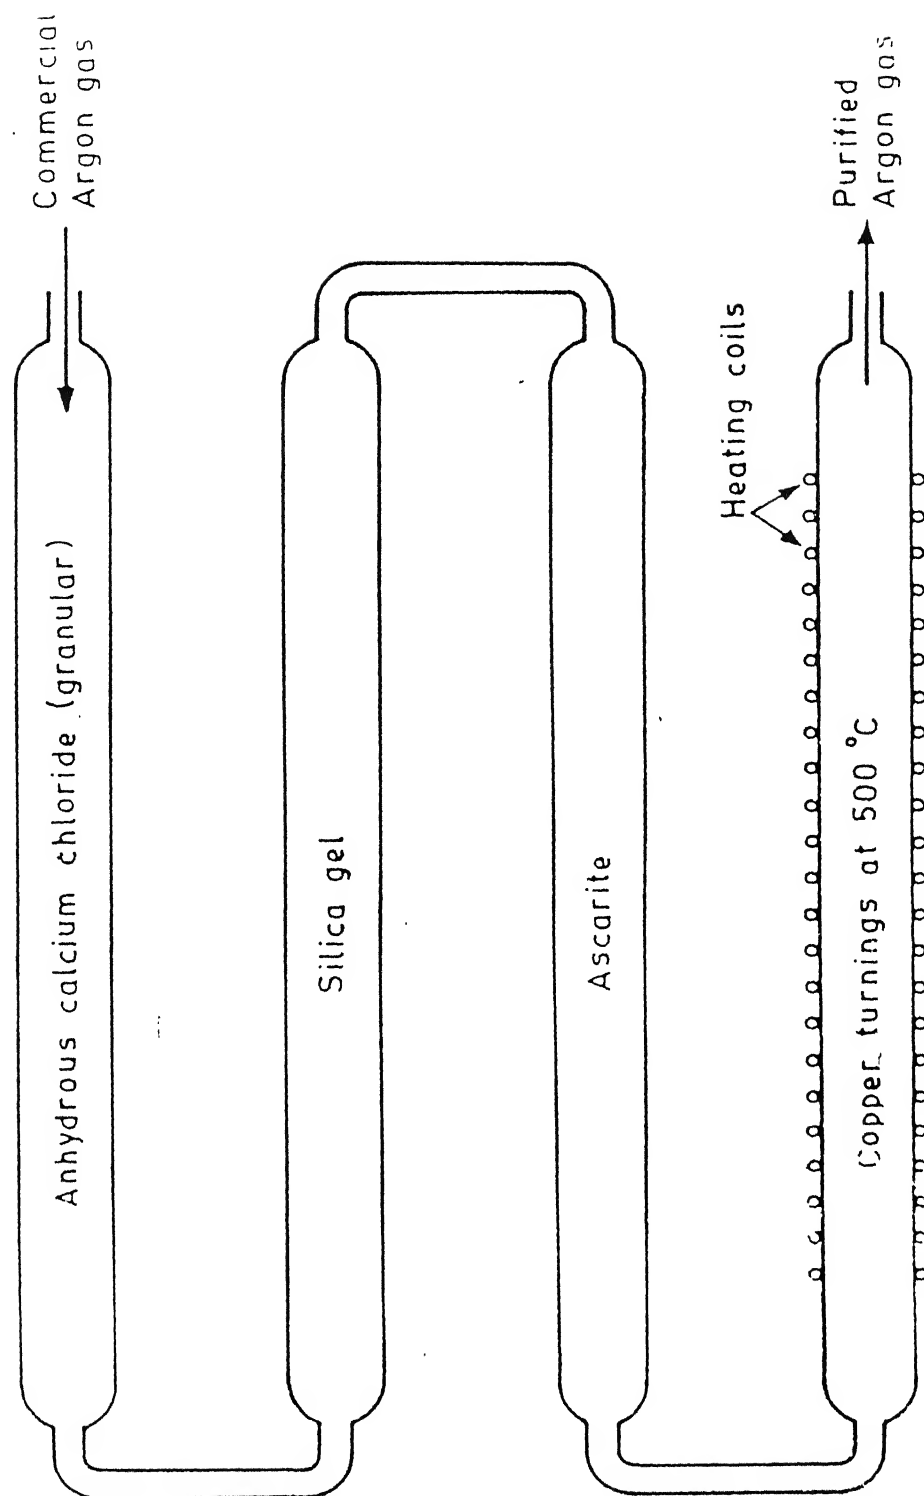 Commercial
Argon gas
Anhydrous calcium chloride (granular)
Silica gel
Ascarite
Heating coils
Copper turnings at 500 °C
Purified
Argon gas